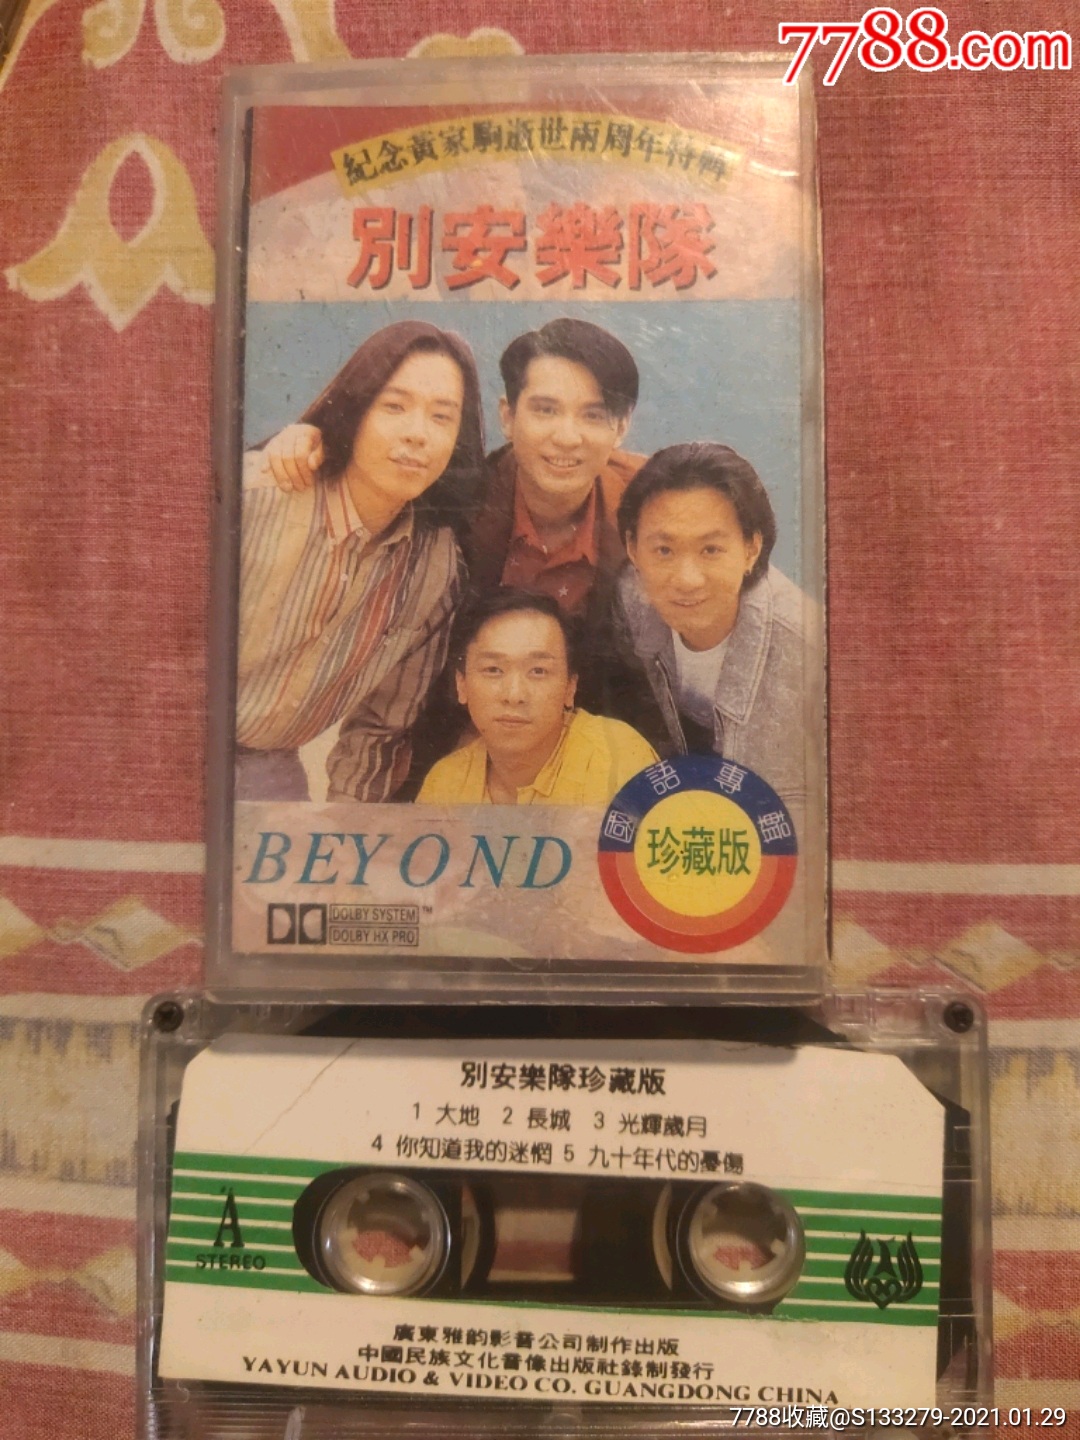 7788.com
紀念黃家駒逝世兩周年特輯
別安樂隊
國語專輯
珍藏版
BEYOND
DOLBY SYSTEM™
DOLBY HX PRO
別安樂隊珍藏版
1 大地 2 長城 3 光輝歲月
4 你知道我的迷惘 5 九十年代的憂傷
A
STEREO
廣東雅韵影音公司制作出版
中國民族文化音像出版社錄制發行
YAYUN AUDIO & VIDEO CO. GUANGDONG CHINA
7788收藏@S133279-2021.01.29